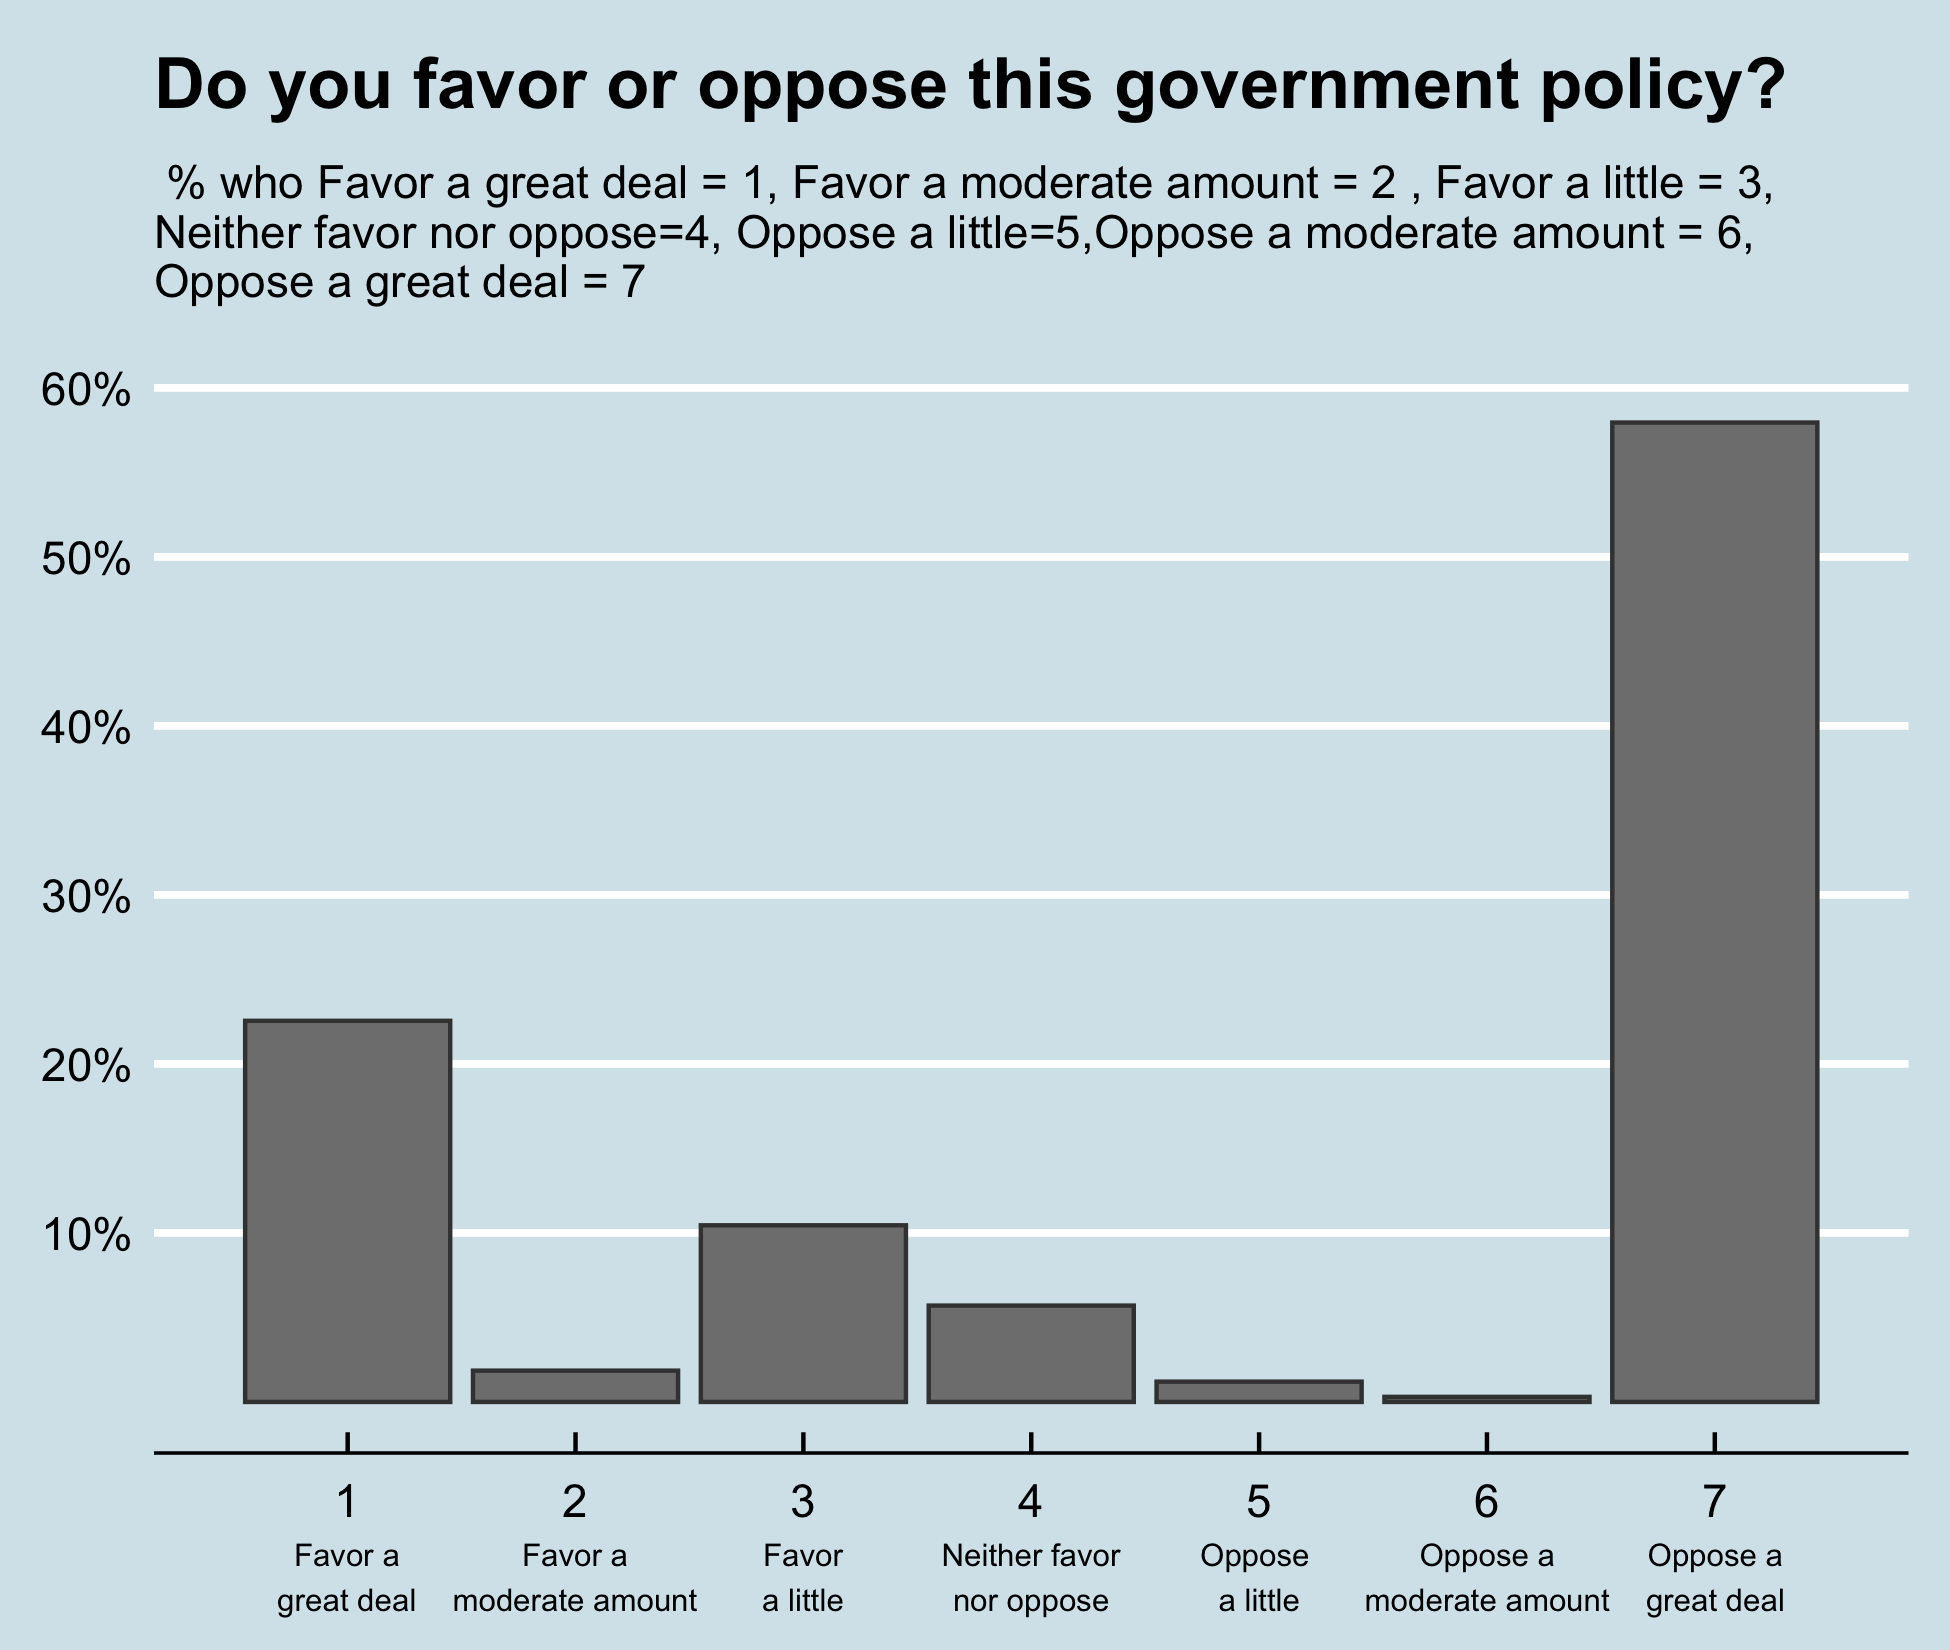 Do you favor or oppose this government policy?
% who Favor a great deal = 1, Favor a moderate amount = 2 , Favor a little = 3,
Neither favor nor oppose=4, Oppose a little=5,Oppose a moderate amount = 6,
Oppose a great deal = 7
60%
50%
40%
30%
20%
10%
1 2 3 4 5 6 7
Favor a Favor a Favor Neither favor Oppose Oppose a Oppose a
great deal moderate amount a little nor oppose a little moderate amount great deal